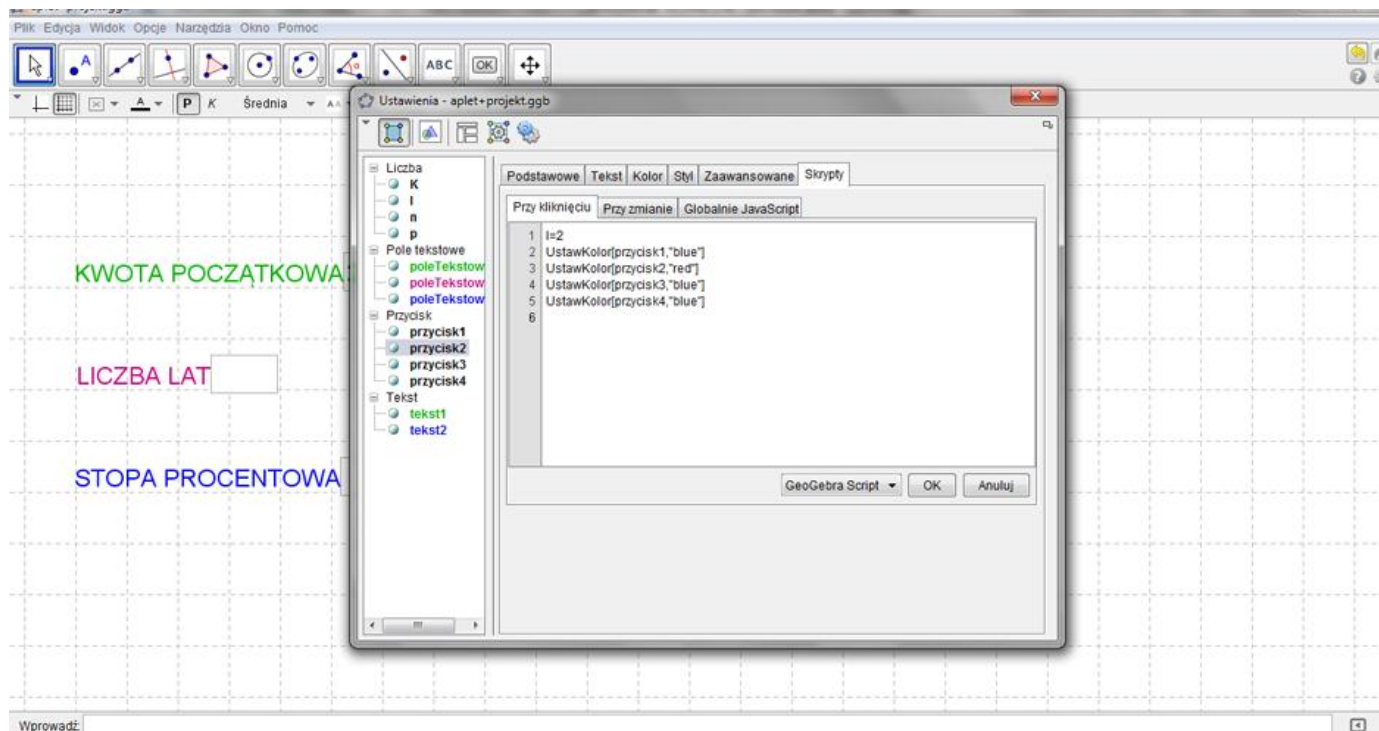 Plik Edycja Widok Opcje Narzędzia Okno Pomoc
A ABC OK
A P K Średnia
Ustawienia - aplet+projekt.ggb
Liczba
K
l
n
p
Pole tekstowe
poleTekstow
poleTekstow
poleTekstow
Przycisk
przycisk1
przycisk2
przycisk3
przycisk4
Tekst
tekst1
tekst2
Podstawowe Tekst Kolor Styl Zaawansowane Skrypty
Przy kliknięciu Przy zmianie Globalnie JavaScript
1 l=2
2 UstawKolor[przycisk1,"blue"]
3 UstawKolor[przycisk2,"red"]
4 UstawKolor[przycisk3,"blue"]
5 UstawKolor[przycisk4,"blue"]
6
GeoGebra Script OK Anuluj
KWOTA POCZĄTKOWA
LICZBA LAT
STOPA PROCENTOWA
Wprowadź: